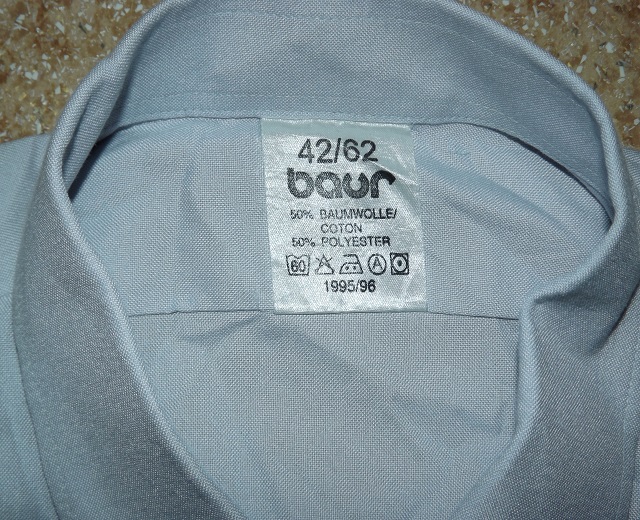 42/62
baur
50% BAUMWOLLE/
COTON
50% POLYESTER
60 A
1995/96